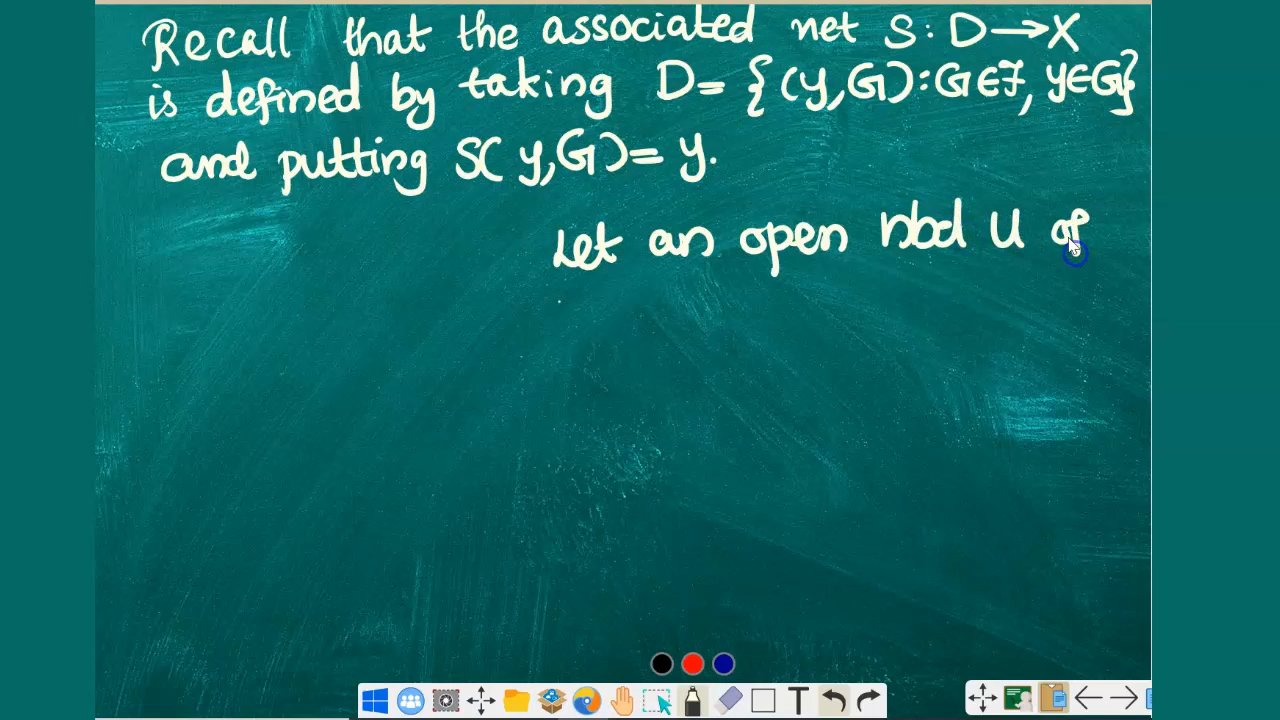 Recall that the associated net S: D→X
is defined by taking D= {(y,G):G∈F, y∈G}
and putting S(y,G)= y.
Let an open nbd U of
T